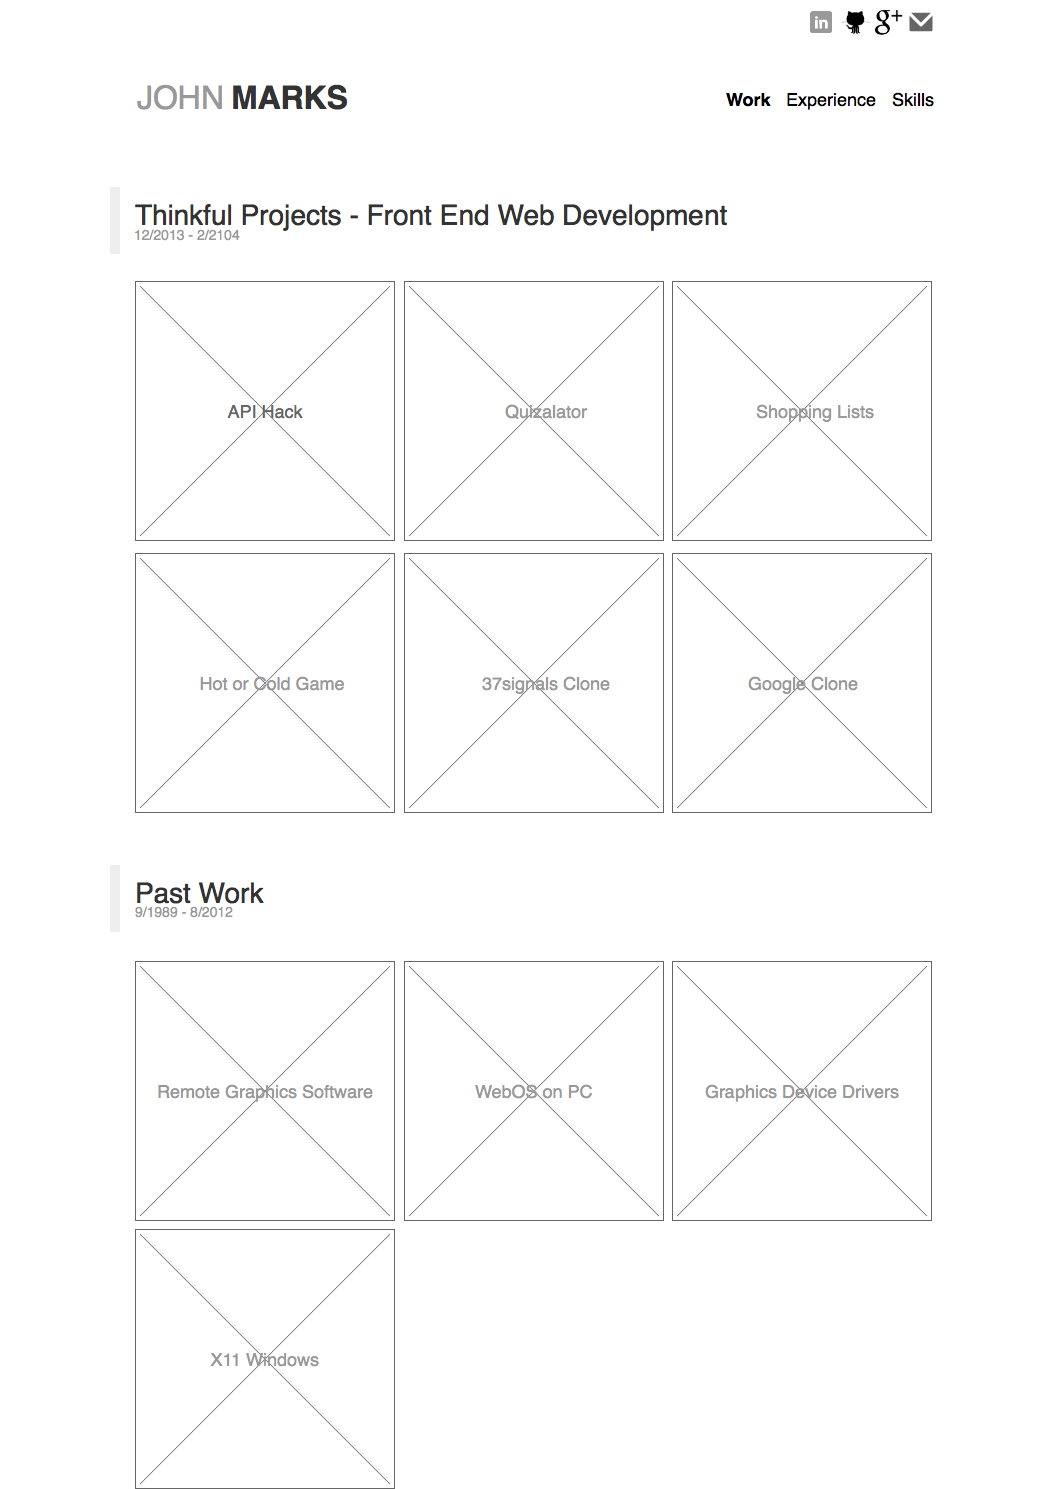 in g+
JOHN MARKS
Work Experience Skills
Thinkful Projects - Front End Web Development
12/2013 - 2/2104
API Hack Quizalator Shopping Lists
Hot or Cold Game 37signals Clone Google Clone
Past Work
9/1989 - 8/2012
Remote Graphics Software WebOS on PC Graphics Device Drivers
X11 Windows